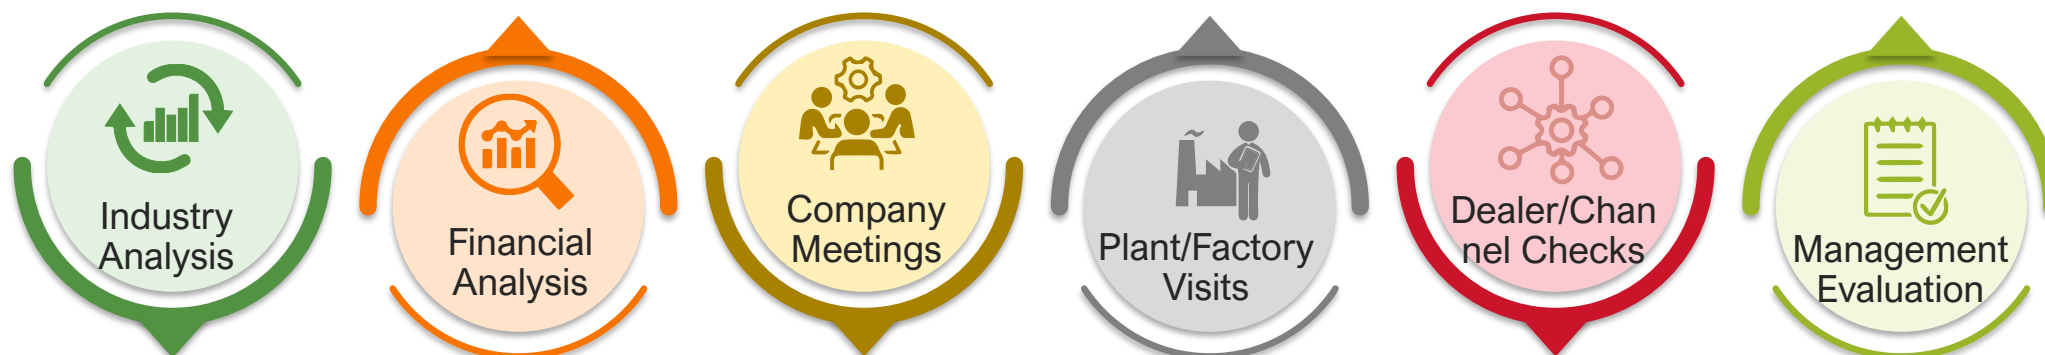 Industry
Analysis
Financial
Analysis
Company
Meetings
Plant/Factory
Visits
Dealer/Chan
nel Checks
Management
Evaluation